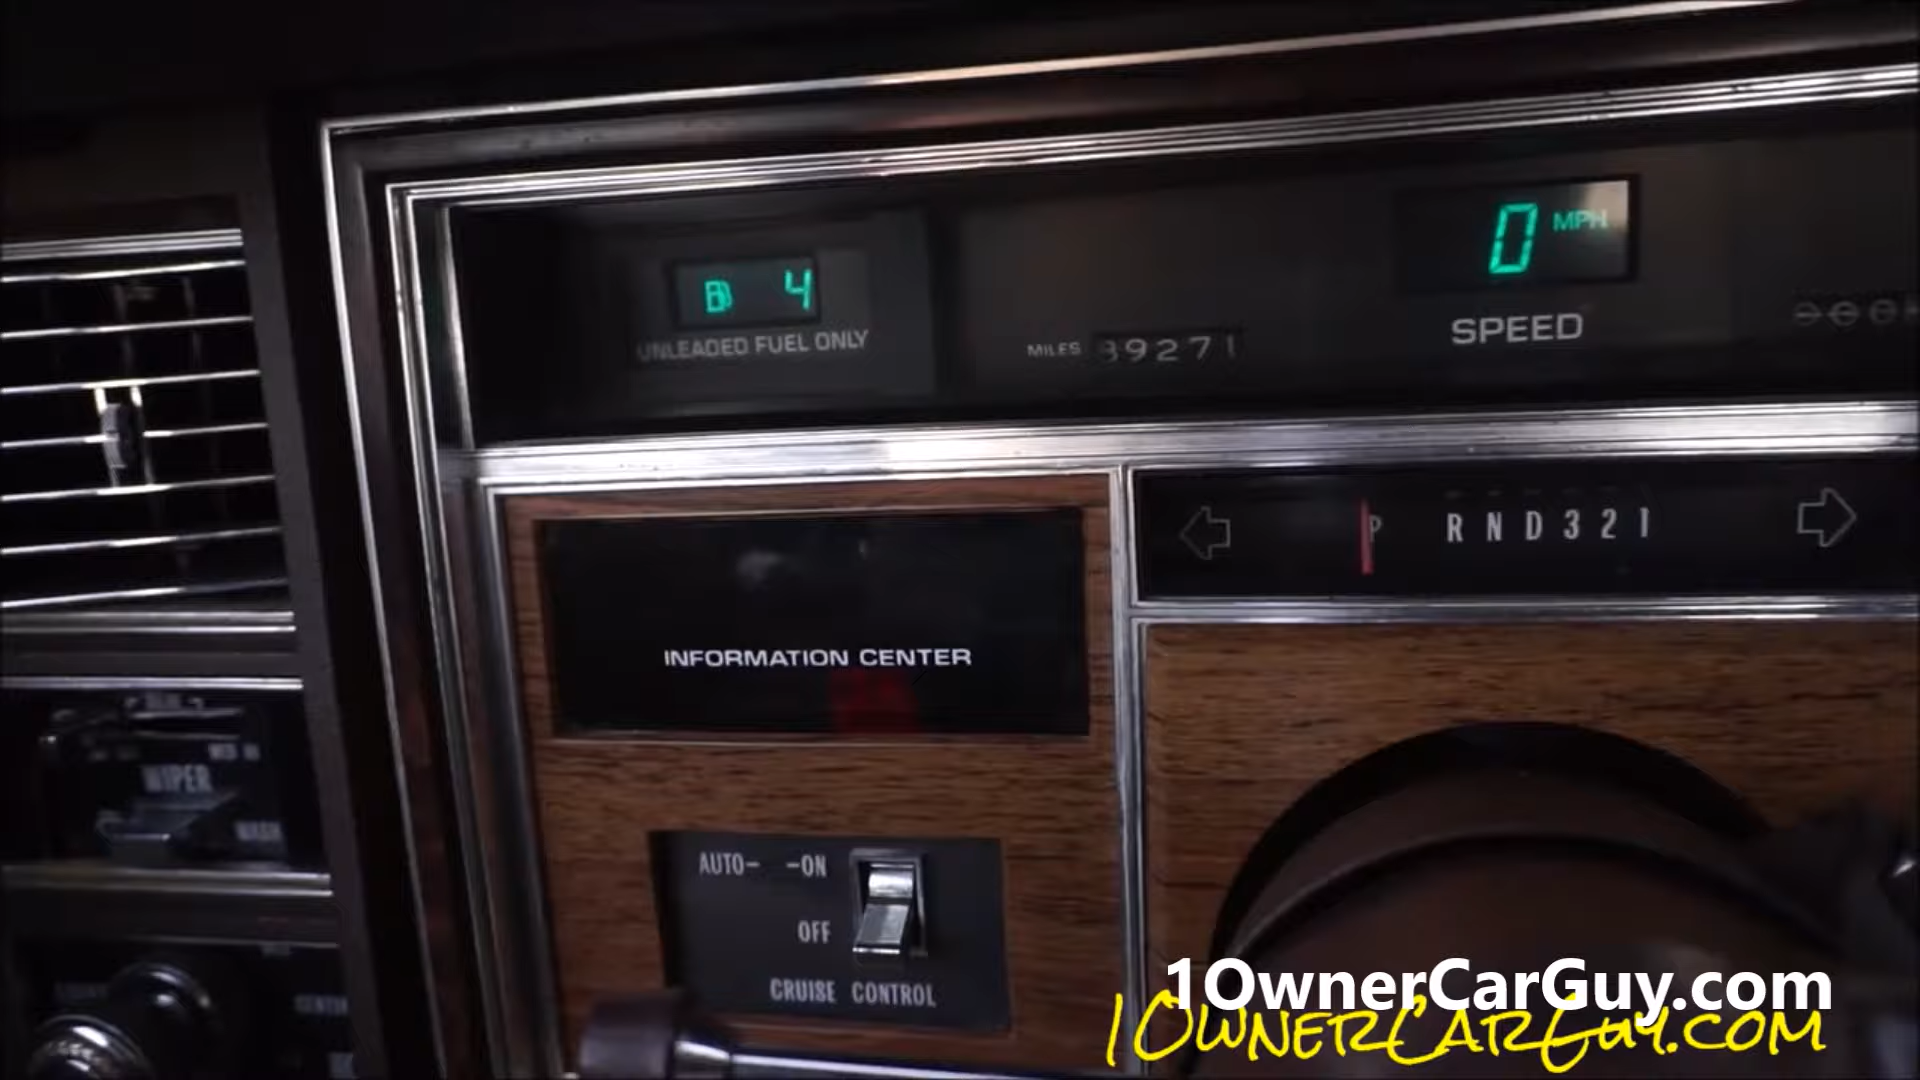 4
UNLEADED FUEL ONLY
MILES 39271
0 MPH
SPEED
P R N D 3 2 1
INFORMATION CENTER
WIPER
WASH
AUTO- -ON
OFF
CRUISE CONTROL
1OwnerCarGuy.com
1OwnerCarGuy.com